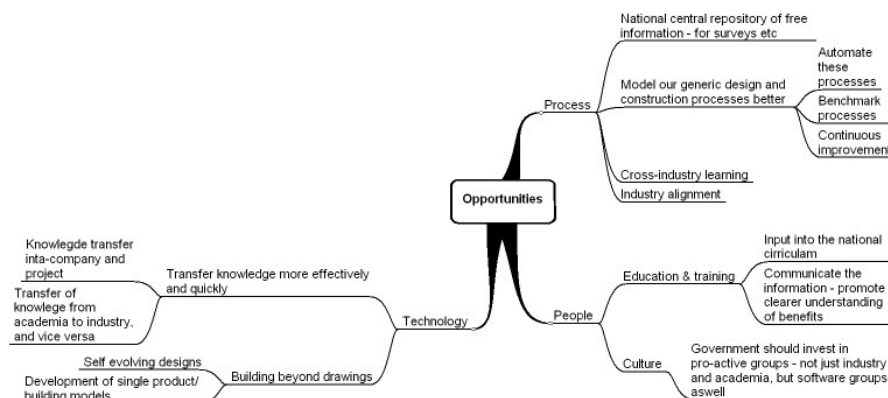 National central repository of free
information - for surveys etc
Automate
these
processes
Model our generic design and
construction processes better
Process
Benchmark
processes
Continuous
improvement
Cross-industry learning
Industry alignment
Opportunities
Input into the national
cirriculam
Education & training
Communicate the
information - promote
clearer understanding
of benefits
People
Culture
Government should invest in
pro-active groups - not just industry
and academia, but software groups
aswell
Technology
Transfer knowledge more effectively
and quickly
Knowlegde transfer
inta-company and
project
Transfer of
knowlege from
academia to industry,
and vice versa
Building beyond drawings
Self evolving designs
Development of single product/
building models